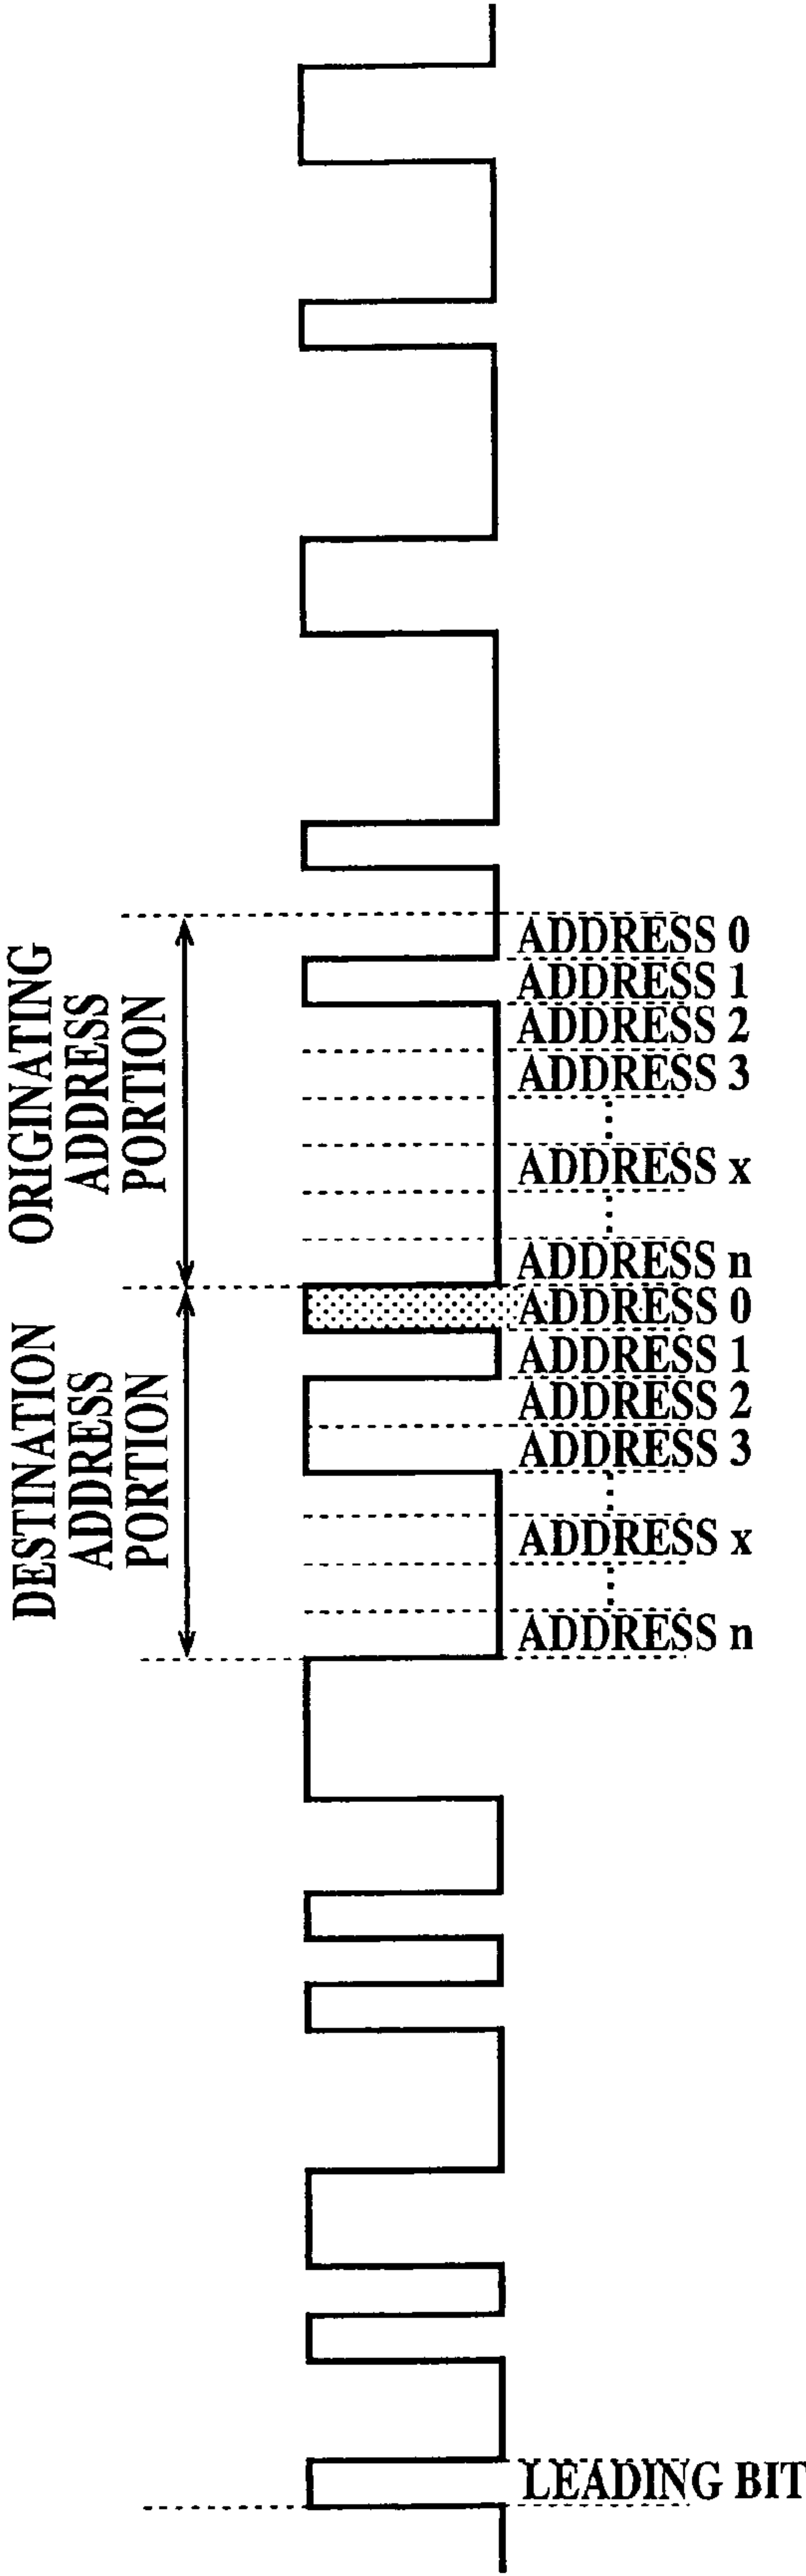 ORIGINATING
ADDRESS
PORTION
ADDRESS 0
ADDRESS 1
ADDRESS 2
ADDRESS 3
ADDRESS x
ADDRESS n
DESTINATION
ADDRESS
PORTION
ADDRESS 0
ADDRESS 1
ADDRESS 2
ADDRESS 3
ADDRESS x
ADDRESS n
LEADING BIT